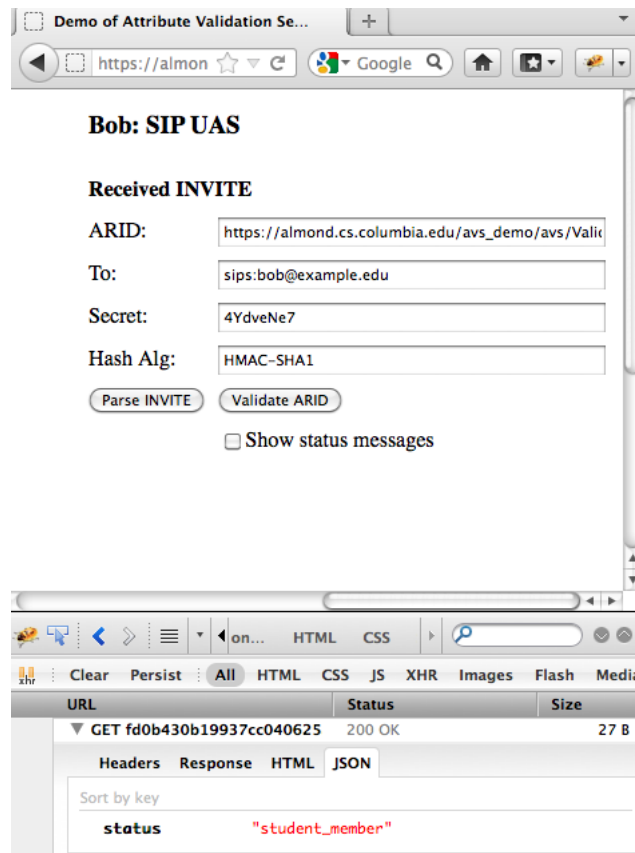 Demo of Attribute Validation Se...
https://almon
Google
Bob: SIP UAS
Received INVITE
ARID: https://almond.cs.columbia.edu/avs_demo/avs/Valic
To: sips:bob@example.edu
Secret: 4YdveNe7
Hash Alg: HMAC-SHA1
Parse INVITE Validate ARID
Show status messages
on... HTML CSS
xhr Clear Persist All HTML CSS JS XHR Images Flash Media
URL Status Size
GET fd0b430b19937cc040625 200 OK 27 B
Headers Response HTML JSON
Sort by key
status "student_member"